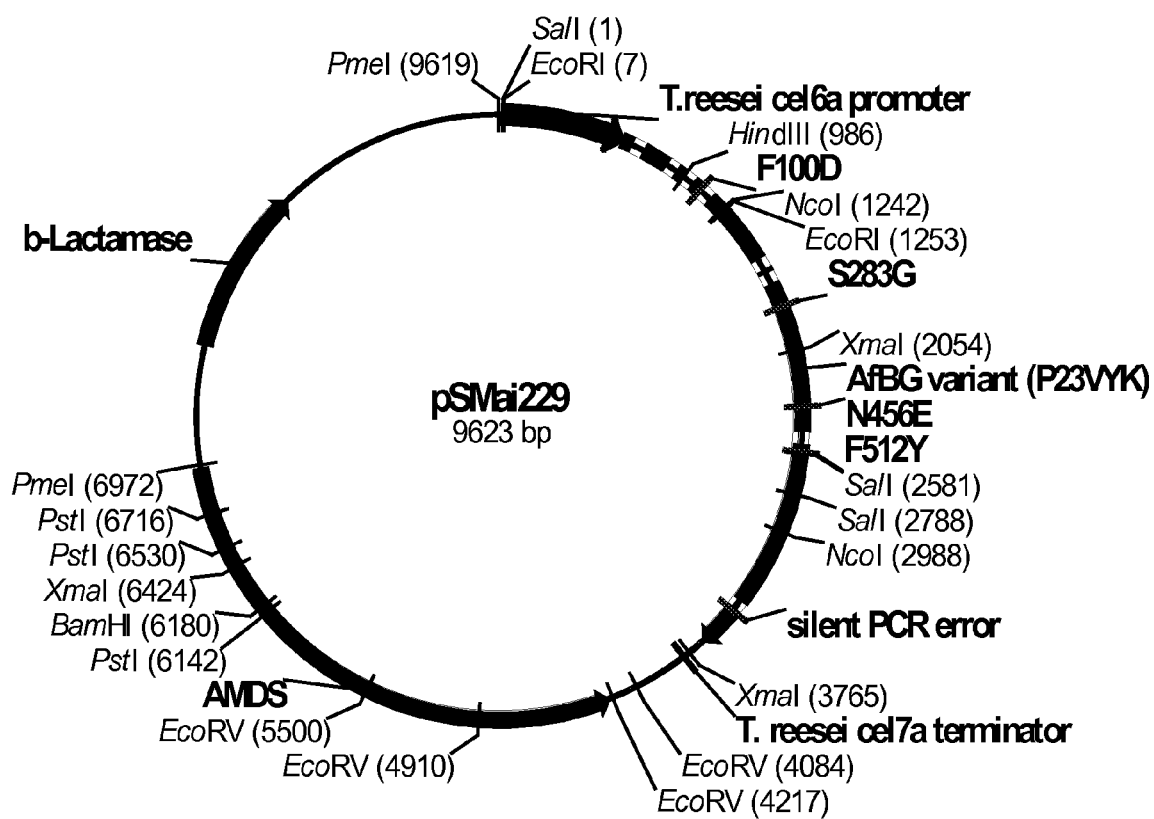 SalI (1)
PmeI (9619)
EcoRI (7)
T.reesei cel6a promoter
HindIII (986)
F100D
NcoI (1242)
EcoRI (1253)
b-Lactamase
S283G
XmaI (2054)
AfBG variant (P23VYK)
pSMai229
N456E
9623 bp
F512Y
SalI (2581)
PmeI (6972)
PstI (6716)
SalI (2788)
PstI (6530)
NcoI (2988)
XmaI (6424)
BamHI (6180)
silent PCR error
PstI (6142)
AMDS
XmaI (3765)
EcoRV (5500)
T. reesei cel7a terminator
EcoRV (4910)
EcoRV (4084)
EcoRV (4217)